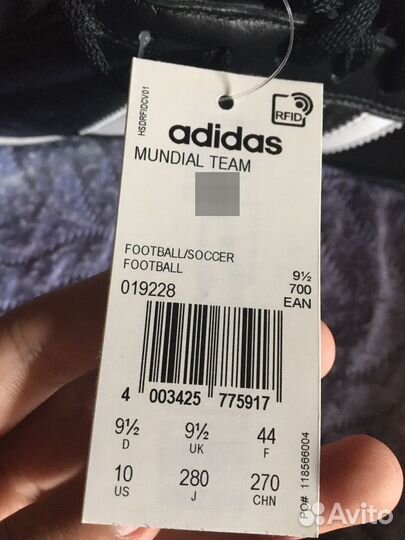 HSDRFIDCV01
RFID
adidas
MUNDIAL TEAM
FOOTBALL/SOCCER
FOOTBALL
019228
9½
700
EAN
4 003425 775917
9½ 9½ 44
D UK F
10 280 270
US J CHN
PO# 118566004
Avito